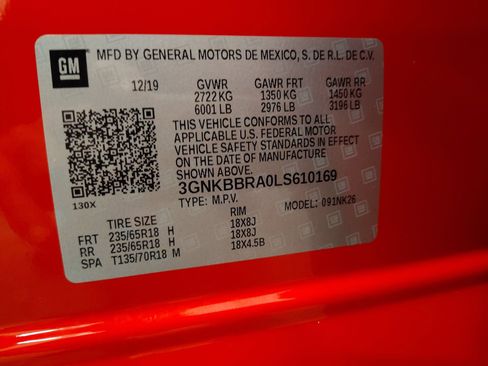 GM
MFD BY GENERAL MOTORS DE MEXICO, S. DE R.L. DE C.V.
12/19 GVWR GAWR FRT GAWR RR
2722 KG 1350 KG 1450 KG
6001 LB 2976 LB 3196 LB
THIS VEHICLE CONFORMS TO ALL
APPLICABLE U.S. FEDERAL MOTOR
VEHICLE SAFETY STANDARDS IN
EFFECT ON THE DATE OF MANUFACTURE
SHOWN ABOVE.
3GNKBBRA0LS610169
130X
TYPE: M.P.V. MODEL: 091NK26
TIRE SIZE RIM
FRT 235/65R18 H 18X8J
RR 235/65R18 H 18X8J
SPA T135/70R18 M 18X4.5B